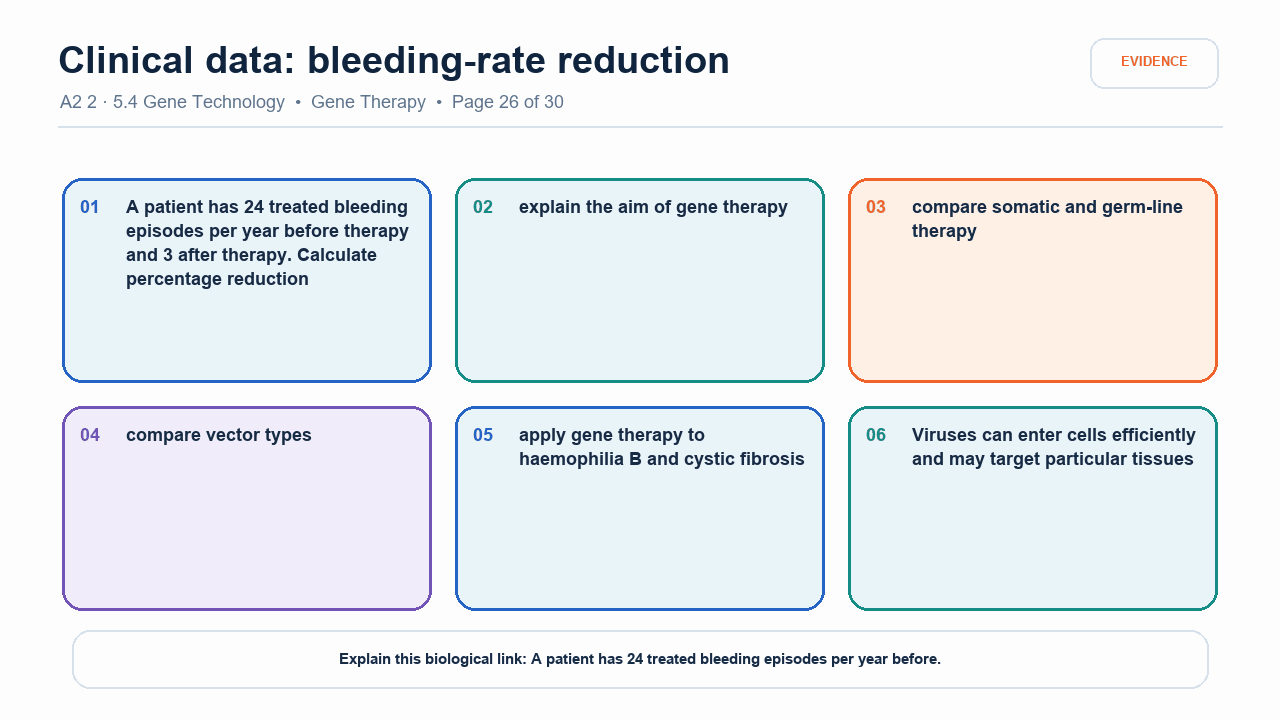 Clinical data: bleeding-rate reduction
EVIDENCE
A2 2 · 5.4 Gene Technology • Gene Therapy • Page 26 of 30
01 A patient has 24 treated bleeding
episodes per year before therapy
and 3 after therapy. Calculate
percentage reduction
02 explain the aim of gene therapy
03 compare somatic and germ-line
therapy
04 compare vector types
05 apply gene therapy to
haemophilia B and cystic fibrosis
06 Viruses can enter cells efficiently
and may target particular tissues
Explain this biological link: A patient has 24 treated bleeding episodes per year before.